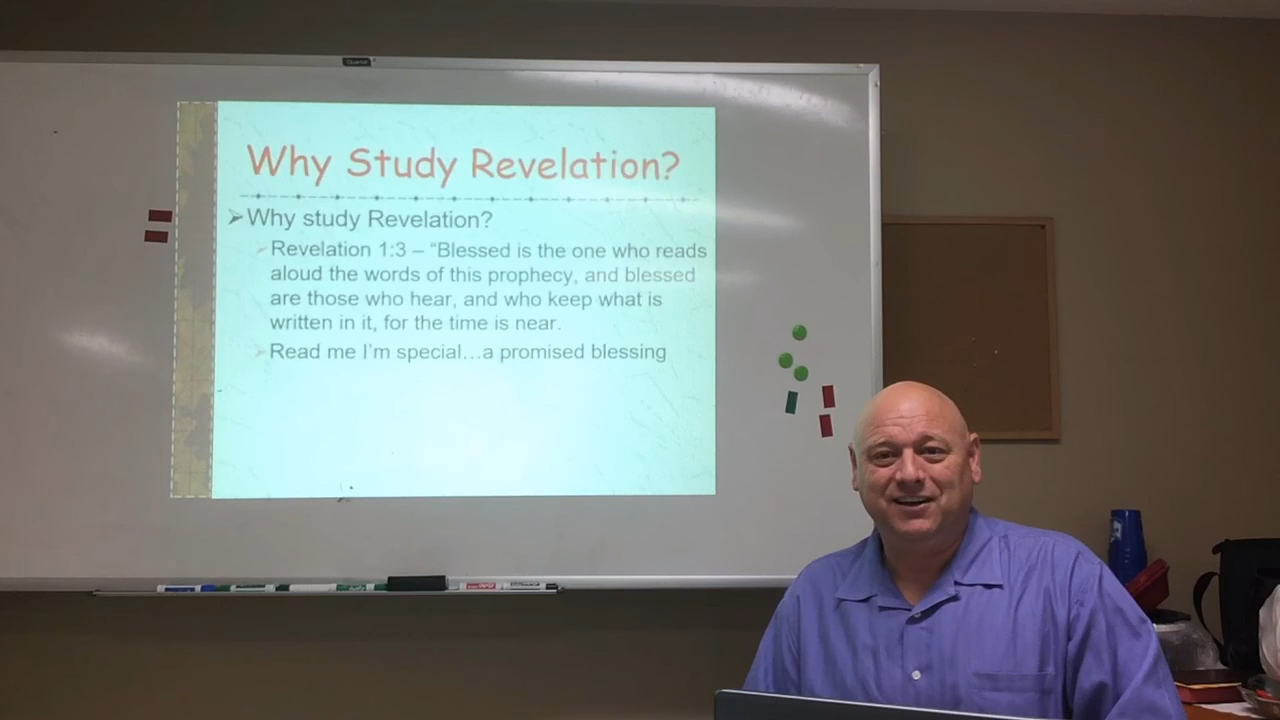 Quartet
Why Study Revelation?
Why study Revelation?
Revelation 1:3 – “Blessed is the one who reads
aloud the words of this prophecy, and blessed
are those who hear, and who keep what is
written in it, for the time is near.
Read me I’m special…a promised blessing